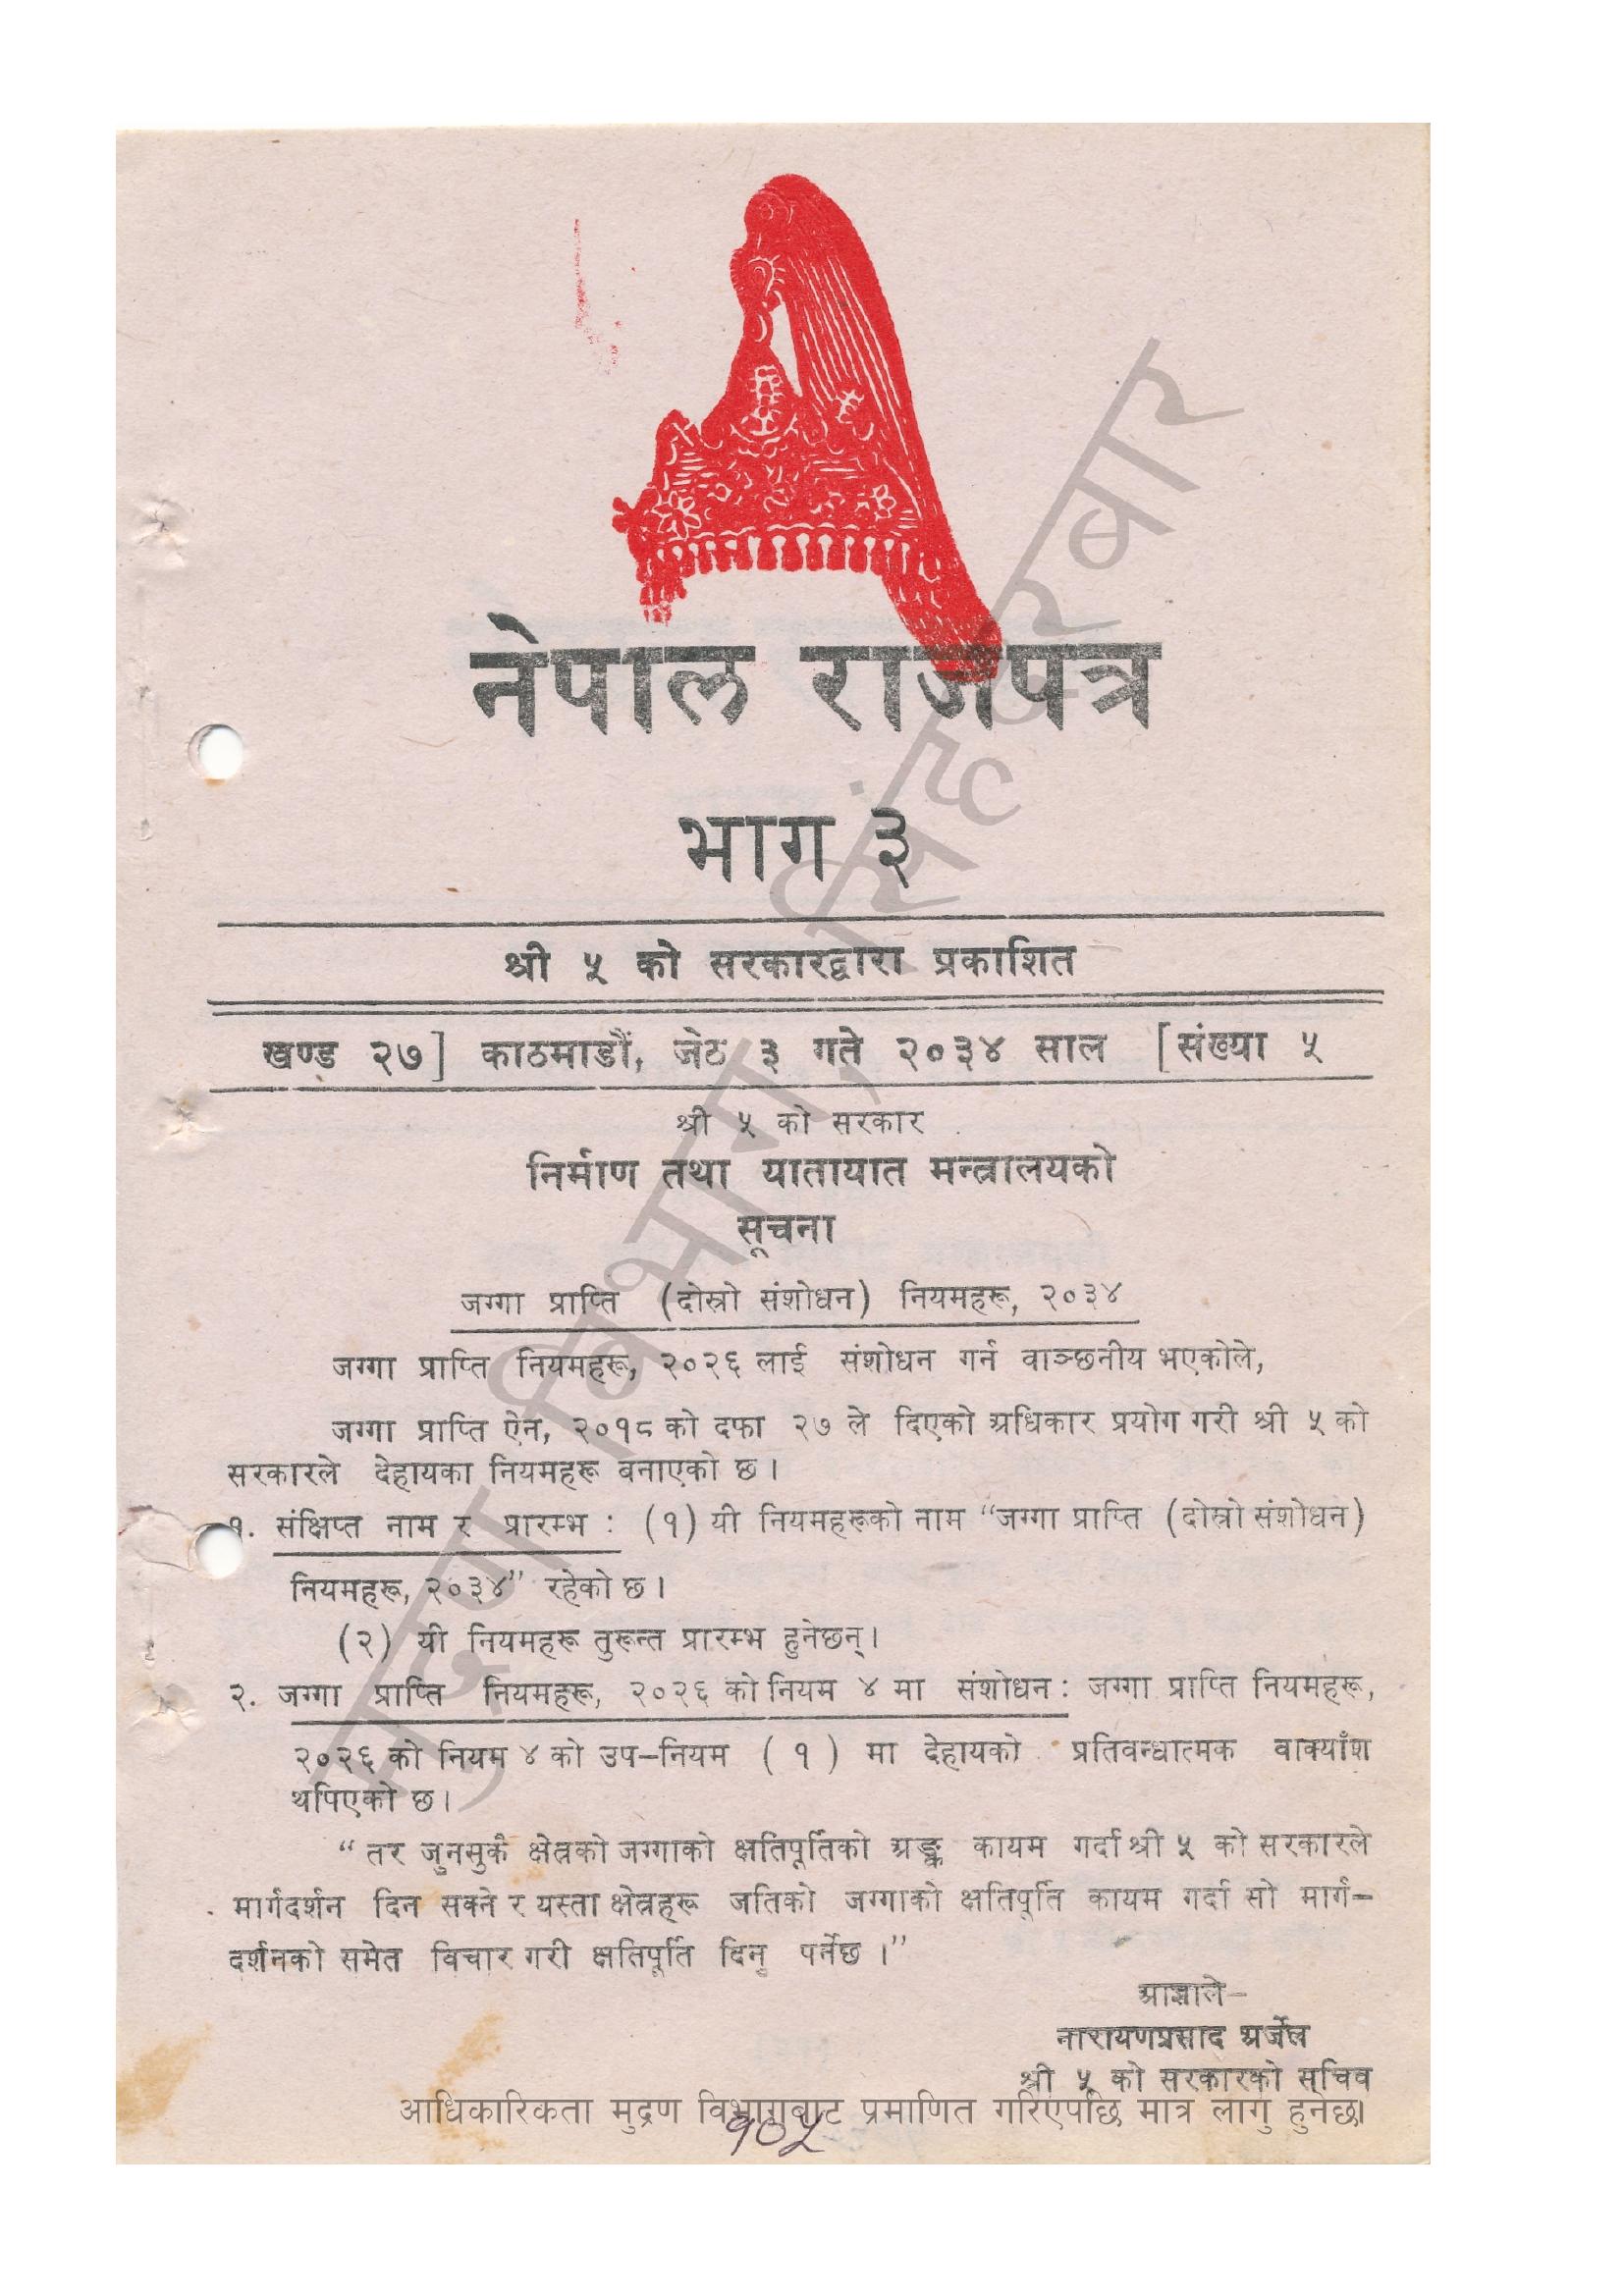 नेपाल राजपत्र
भाग ३
श्री ५ को सरकारद्वारा प्रकाशित
खण्ड २७] काठमाडौं, जेठ ३ गते २०३४ साल [संख्या ५
श्री ५ को सरकार
निर्माण तथा यातायात मन्त्रालयको
सूचना
जग्गा प्राप्ति (दोस्रो संशोधन) नियमहरू, २०३४
जग्गा प्राप्ति नियमहरू, २०२६ लाई संशोधन गर्न वाञ्छनीय भएकोले,
जग्गा प्राप्ति ऐन, २०१८ को दफा २७ ले दिएको अधिकार प्रयोग गरी श्री ५ को
सरकारले देहायका नियमहरू बनाएको छ।
१. संक्षिप्त नाम र प्रारम्भ : (१) यी नियमहरूको नाम “जग्गा प्राप्ति (दोस्रो संशोधन)
नियमहरू, २०३४” रहेको छ।
(२) यी नियमहरू तुरून्त प्रारम्भ हुनेछन्।
२. जग्गा प्राप्ति नियमहरू, २०२६ को नियम ४ मा संशोधन : जग्गा प्राप्ति नियमहरू,
२०२६ को नियम ४ को उप-नियम (१) मा देहायको प्रतिवन्धात्मक वाक्याँश
थपिएको छ।
“ तर जुनसुकै क्षेत्रको जग्गाको क्षतिपूर्तिको अङ्क कायम गर्दा श्री ५ को सरकारले
मार्गदर्शन दिन सक्ने र यस्ता क्षेत्रहरू जतिको जग्गाको क्षतिपूर्ति कायम गर्दा सो मार्ग-
दर्शनको समेत विचार गरी क्षतिपूर्ति दिनु पर्नेछ।”
आज्ञाले-
नारायणप्रसाद अर्जेल
श्री ५ को सरकारको सचिव
आधिकारिकता मुद्रण विभागबाट प्रमाणित गरिएपछि मात्र लागु हुनेछ।
१०५
मुद्रण विभाग, सिंहदरबार